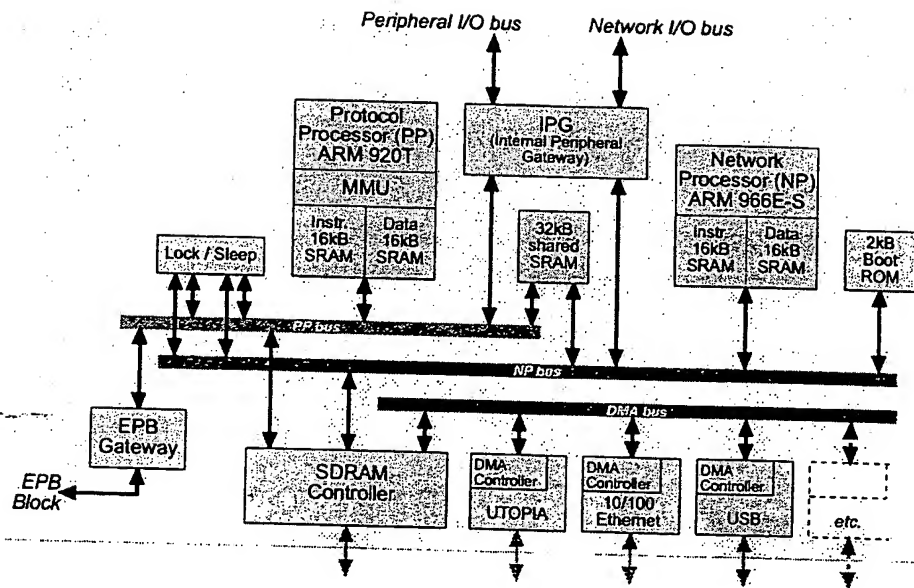 Peripheral I/O bus
Network I/O bus
Protocol
Processor (PP)
ARM 920T
MMU
Instr.
16kB
SRAM
Data
16kB
SRAM
IPG
(Internal Peripheral
Gateway)
Network
Processor (NP)
ARM 966E-S
Instr.
16kB
SRAM
Data
16kB
SRAM
32kB
shared
SRAM
2kB
Boot
ROM
Lock / Sleep
PP bus
NP bus
DMA bus
EPB
Gateway
EPB
Block
SDRAM
Controller
DMA
Controller
UTOPIA
DMA
Controller
10/100
Ethernet
DMA
Controller
USB
etc.